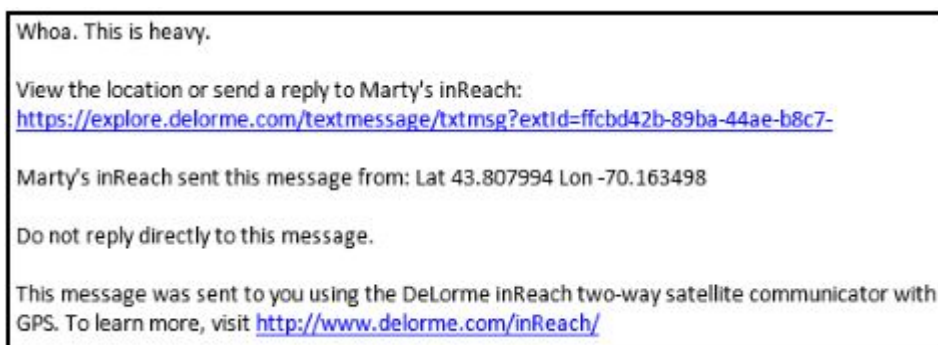 Whoa. This is heavy.
View the location or send a reply to Marty's inReach:
https://explore.delorme.com/textmessage/txtmsg?extId=ffcbd42b-89ba-44ae-b8c7-
Marty's inReach sent this message from: Lat 43.807994 Lon -70.163498
Do not reply directly to this message.
This message was sent to you using the DeLorme inReach two-way satellite communicator with
GPS. To learn more, visit http://www.delorme.com/inReach/